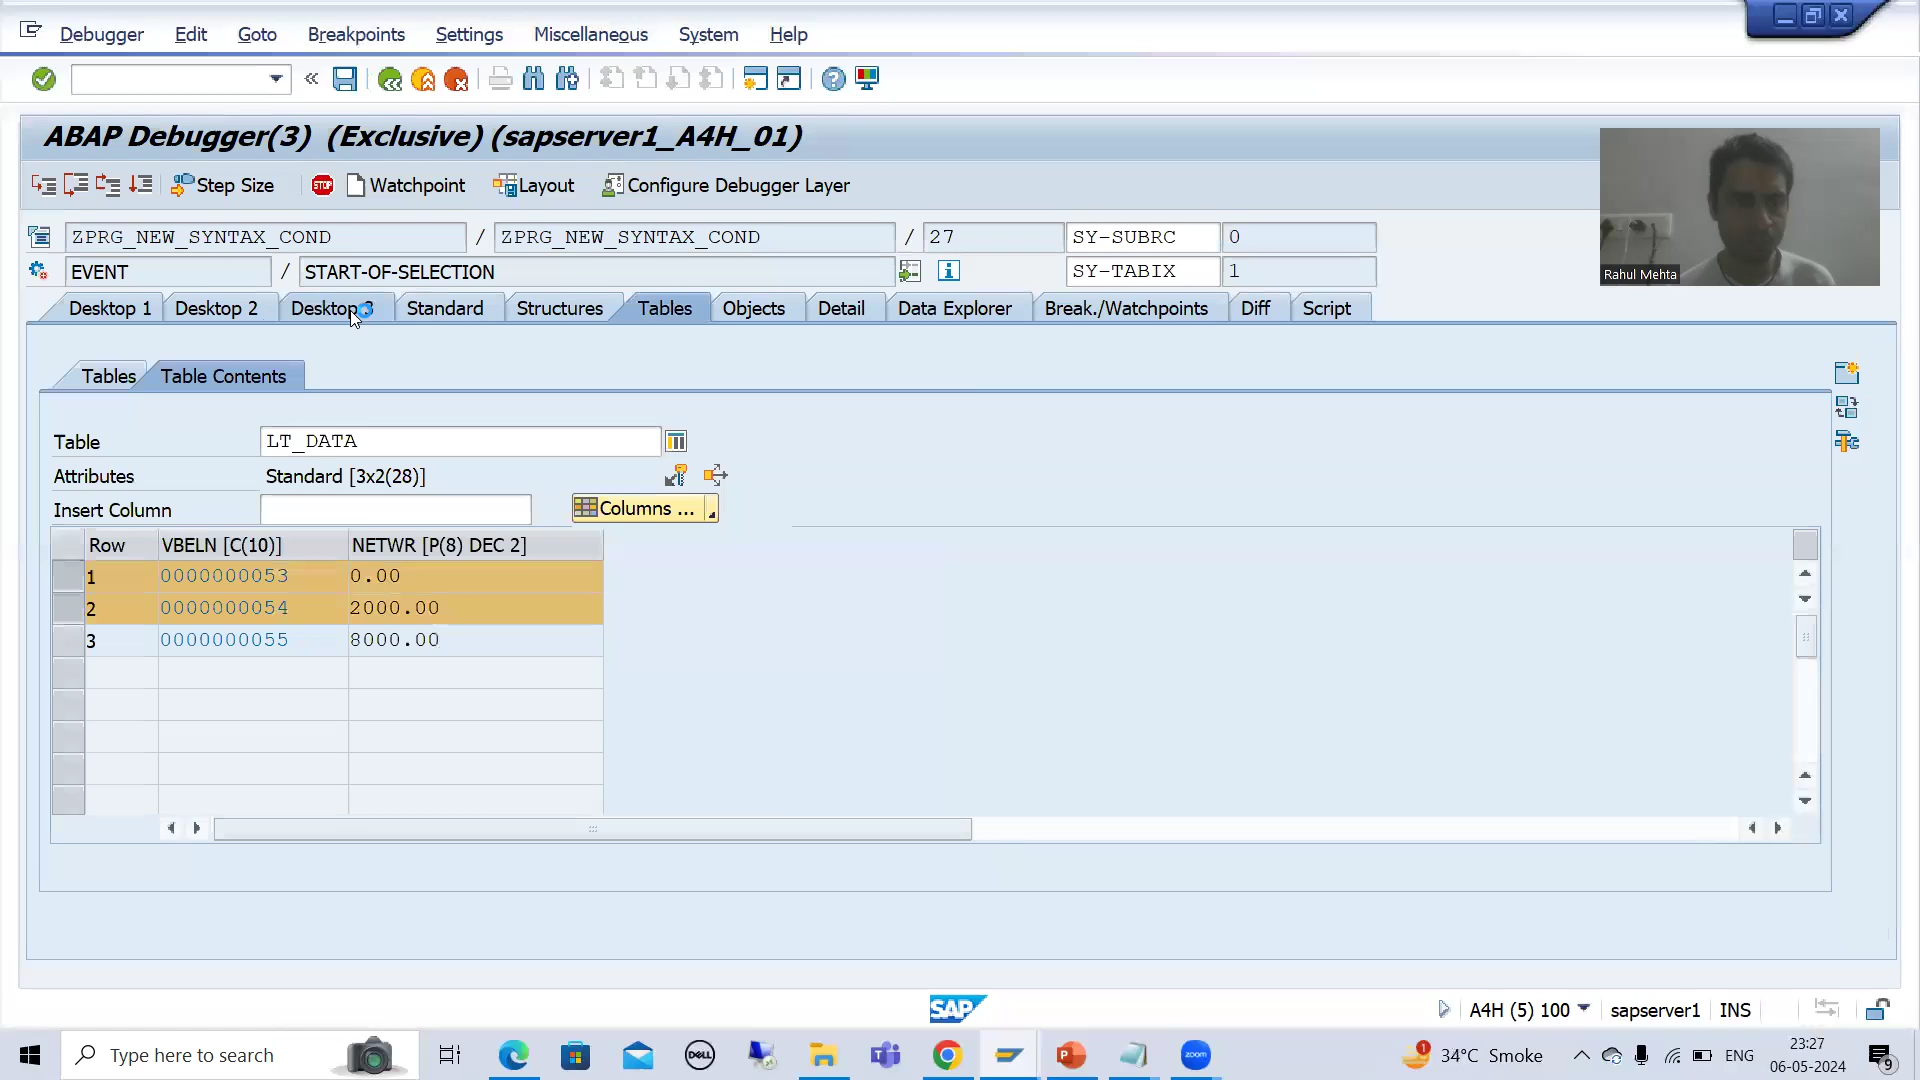 Debugger Edit Goto Breakpoints Settings Miscellaneous System Help
ABAP Debugger(3) (Exclusive) (sapserver1_A4H_01)
Step Size STOP Watchpoint Layout Configure Debugger Layer
ZPRG_NEW_SYNTAX_COND / ZPRG_NEW_SYNTAX_COND / 27 SY-SUBRC 0
EVENT / START-OF-SELECTION SY-TABIX 1
Rahul Mehta
Desktop 1 Desktop 2 Desktop 3 Standard Structures Tables Objects Detail Data Explorer Break./Watchpoints Diff Script
Tables Table Contents
Table LT_DATA
Attributes Standard [3x2(28)]
Insert Column Columns ...
Row VBELN [C(10)] NETWR [P(8) DEC 2]
1 0000000053 0.00
2 0000000054 2000.00
3 0000000055 8000.00
SAP A4H (5) 100 sapserver1 INS
Type here to search DELL zoom 1 34°C Smoke ENG 23:27
06-05-2024 9